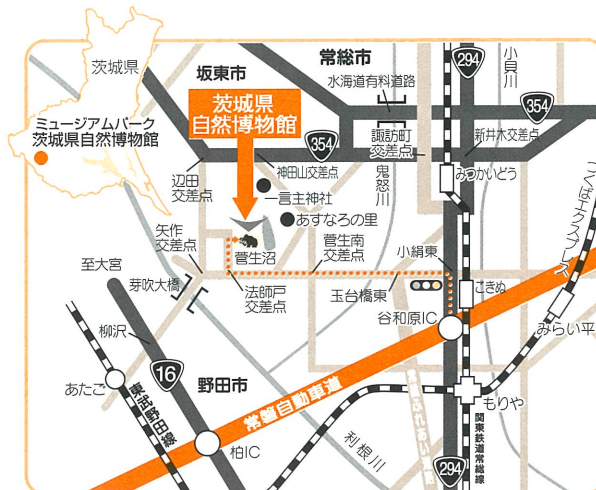 茨城県
ミュージアムパーク
茨城県自然博物館
常総市
坂東市
水海道有料道路
294
小貝川
354
茨城県
自然博物館
354
諏訪町
交差点
新井木交差点
辺田
交差点
神田山交差点
鬼怒川
みつかいどう
一言主神社
あすなろの里
つくばエクスプレス
矢作
交差点
菅生沼
菅生南
交差点
小絹東
至大宮
芽吹大橋
法師戸
交差点
玉台橋東
こきぬ
谷和原IC
みらい平
柳沢
16
野田市
あたご
東武野田線
常磐自動車道
もりや
柏IC
利根川
関東鉄道常総線
294